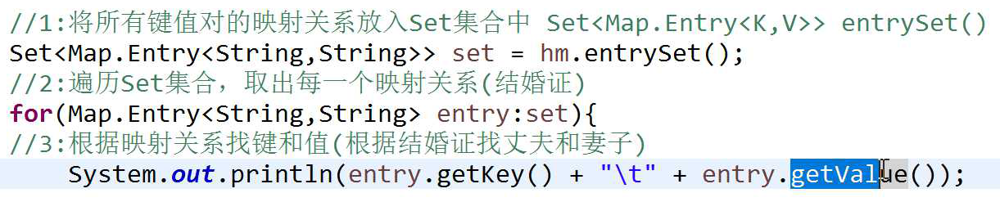 //1:将所有键值对的映射关系放入Set集合中 Set<Map.Entry<K,V>> entrySet()
Set<Map.Entry<String,String>> set = hm.entrySet();
//2:遍历Set集合，取出每一个映射关系(结婚证)
for(Map.Entry<String,String> entry:set){
//3:根据映射关系找键和值(根据结婚证找丈夫和妻子)
System.out.println(entry.getKey() + "\t" + entry.getValue());